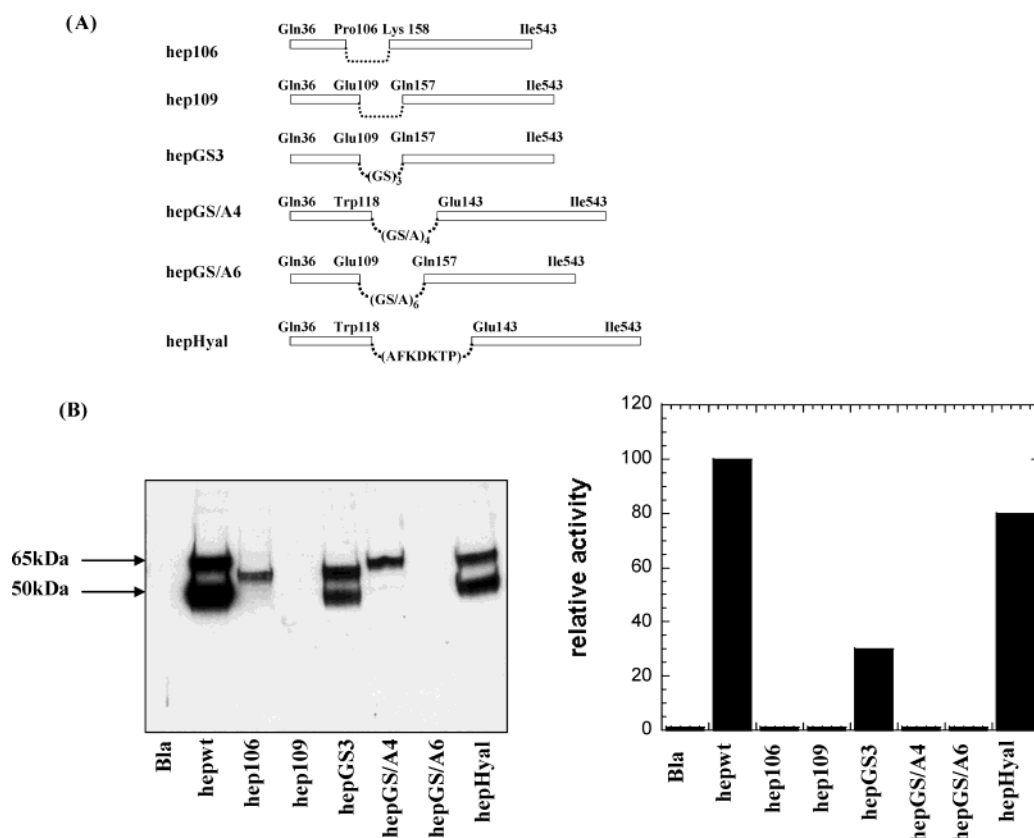 (A)
hep106
Gln36 Pro106 Lys 158 Ile543
hep109
Gln36 Glu109 Gln157 Ile543
hepGS3
Gln36 Glu109 Gln157 Ile543
(GS)3
hepGS/A4
Gln36 Trp118 Glu143 Ile543
(GS/A)4
hepGS/A6
Gln36 Glu109 Gln157 Ile543
(GS/A)6
hepHyal
Gln36 Trp118 Glu143 Ile543
(AFKDKTP)
(B)
65kDa
50kDa
Bla
hepwt
hep106
hep109
hepGS3
hepGS/A4
hepGS/A6
hepHyal
relative activity
120
100
80
60
40
20
0
Bla
hepwt
hep106
hep109
hepGS3
hepGS/A4
hepGS/A6
hepHyal